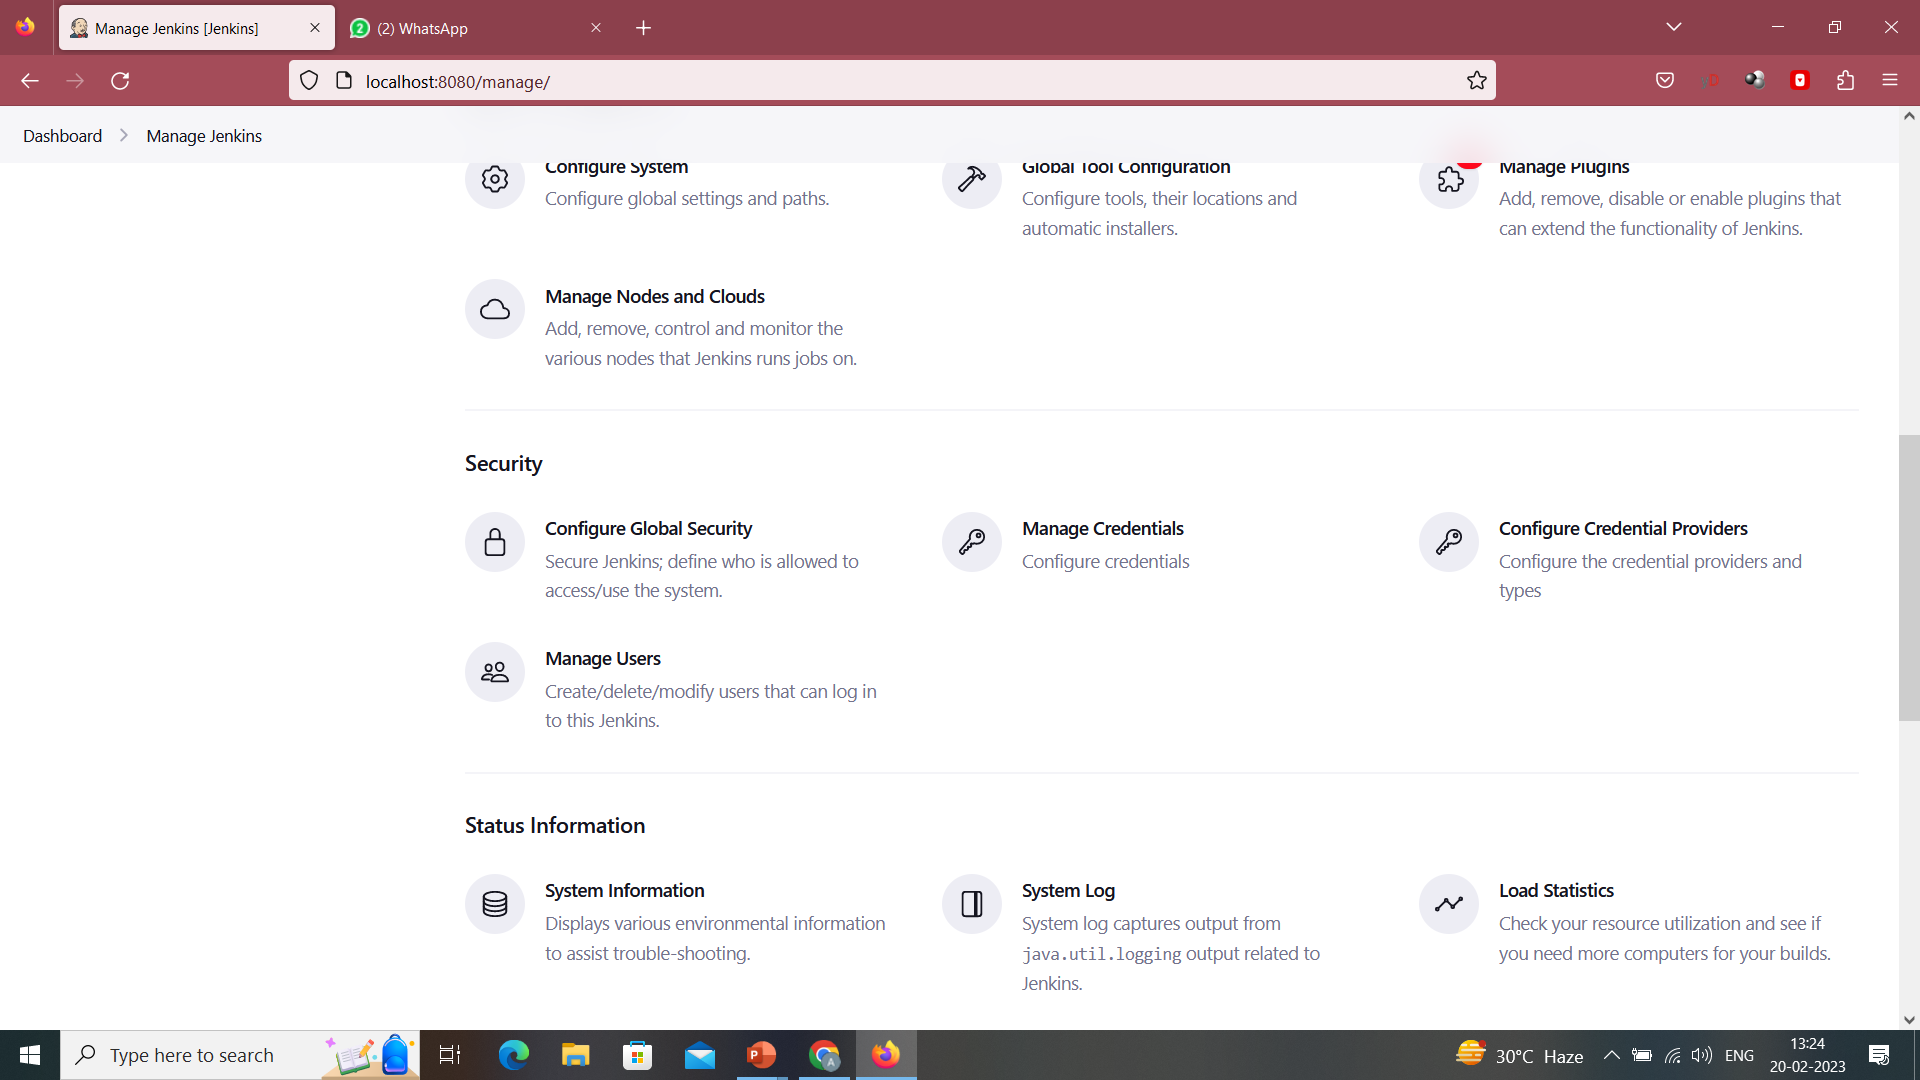 Manage Jenkins [Jenkins]
2 (2) WhatsApp
localhost:8080/manage/
Dashboard Manage Jenkins
Configure System
Configure global settings and paths.
Global Tool Configuration
Configure tools, their locations and
automatic installers.
Manage Plugins
Add, remove, disable or enable plugins that
can extend the functionality of Jenkins.
Manage Nodes and Clouds
Add, remove, control and monitor the
various nodes that Jenkins runs jobs on.
Security
Configure Global Security
Secure Jenkins; define who is allowed to
access/use the system.
Manage Credentials
Configure credentials
Configure Credential Providers
Configure the credential providers and
types
Manage Users
Create/delete/modify users that can log in
to this Jenkins.
Status Information
System Information
Displays various environmental information
to assist trouble-shooting.
System Log
System log captures output from
java.util.logging output related to
Jenkins.
Load Statistics
Check your resource utilization and see if
you need more computers for your builds.
Type here to search
30°C Haze
ENG
13:24
20-02-2023